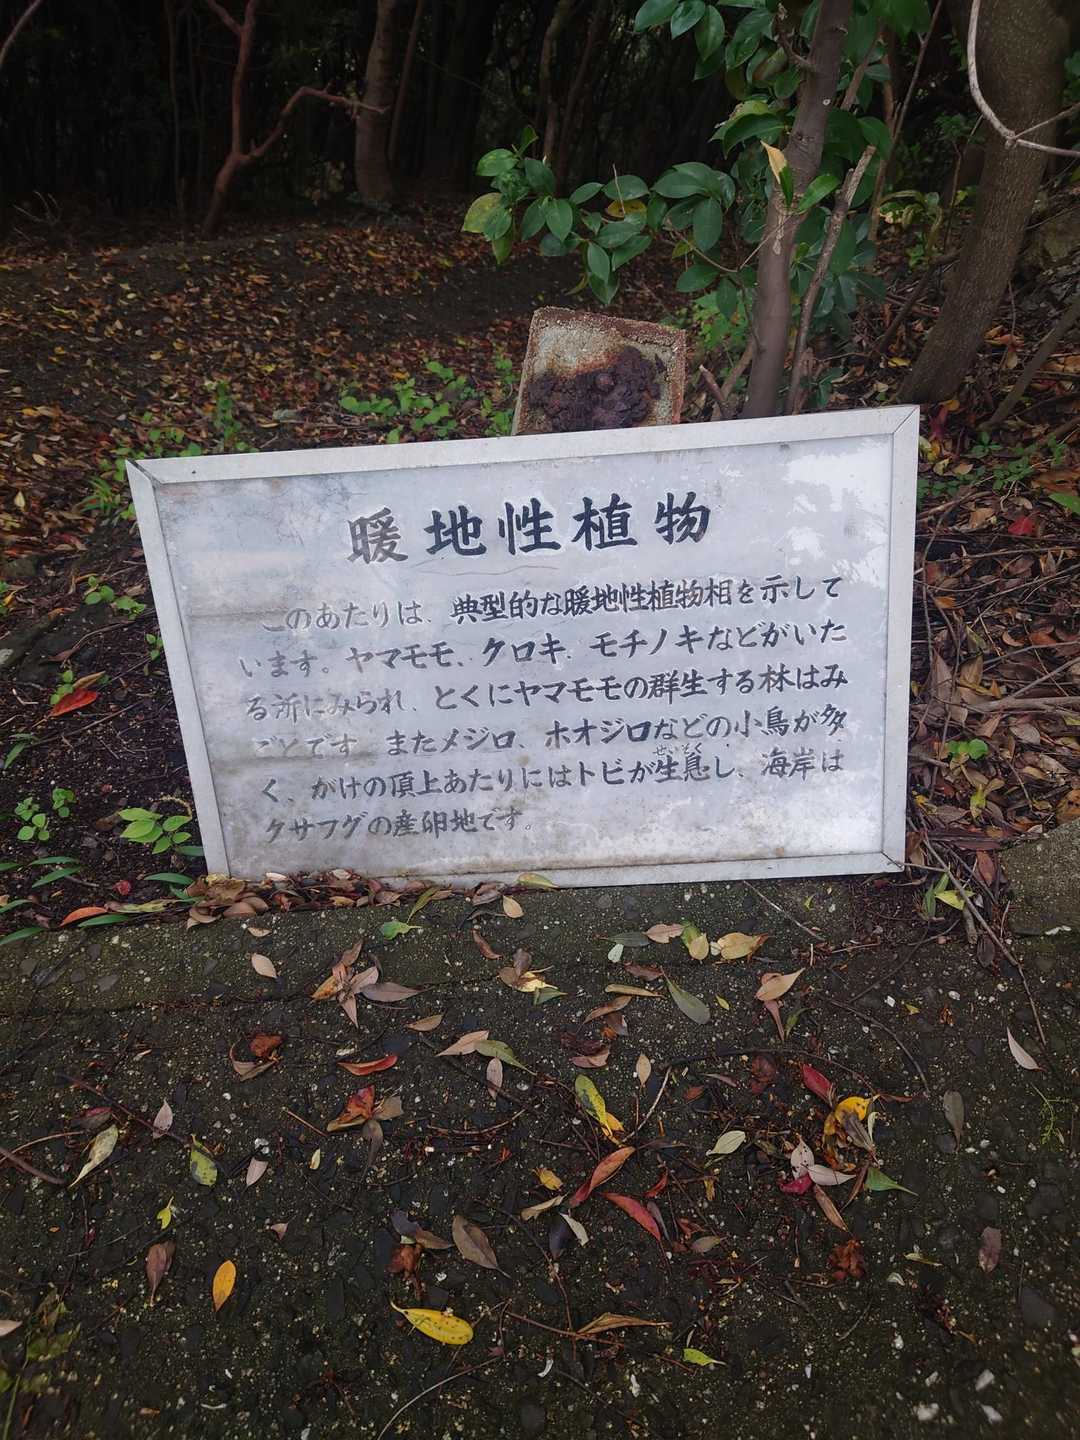 暖地性植物
このあたりは、典型的な暖地性植物相を示して
います。ヤマモモ、クロキ、モチノキなどがいた
る所にみられ、とくにヤマモモの群生する林はみ
ごとです。またメジロ、ホオジロなどの小鳥が多
せいそく
く、がけの頂上あたりにはトビが生息し、海岸は
クサフグの産卵地です。